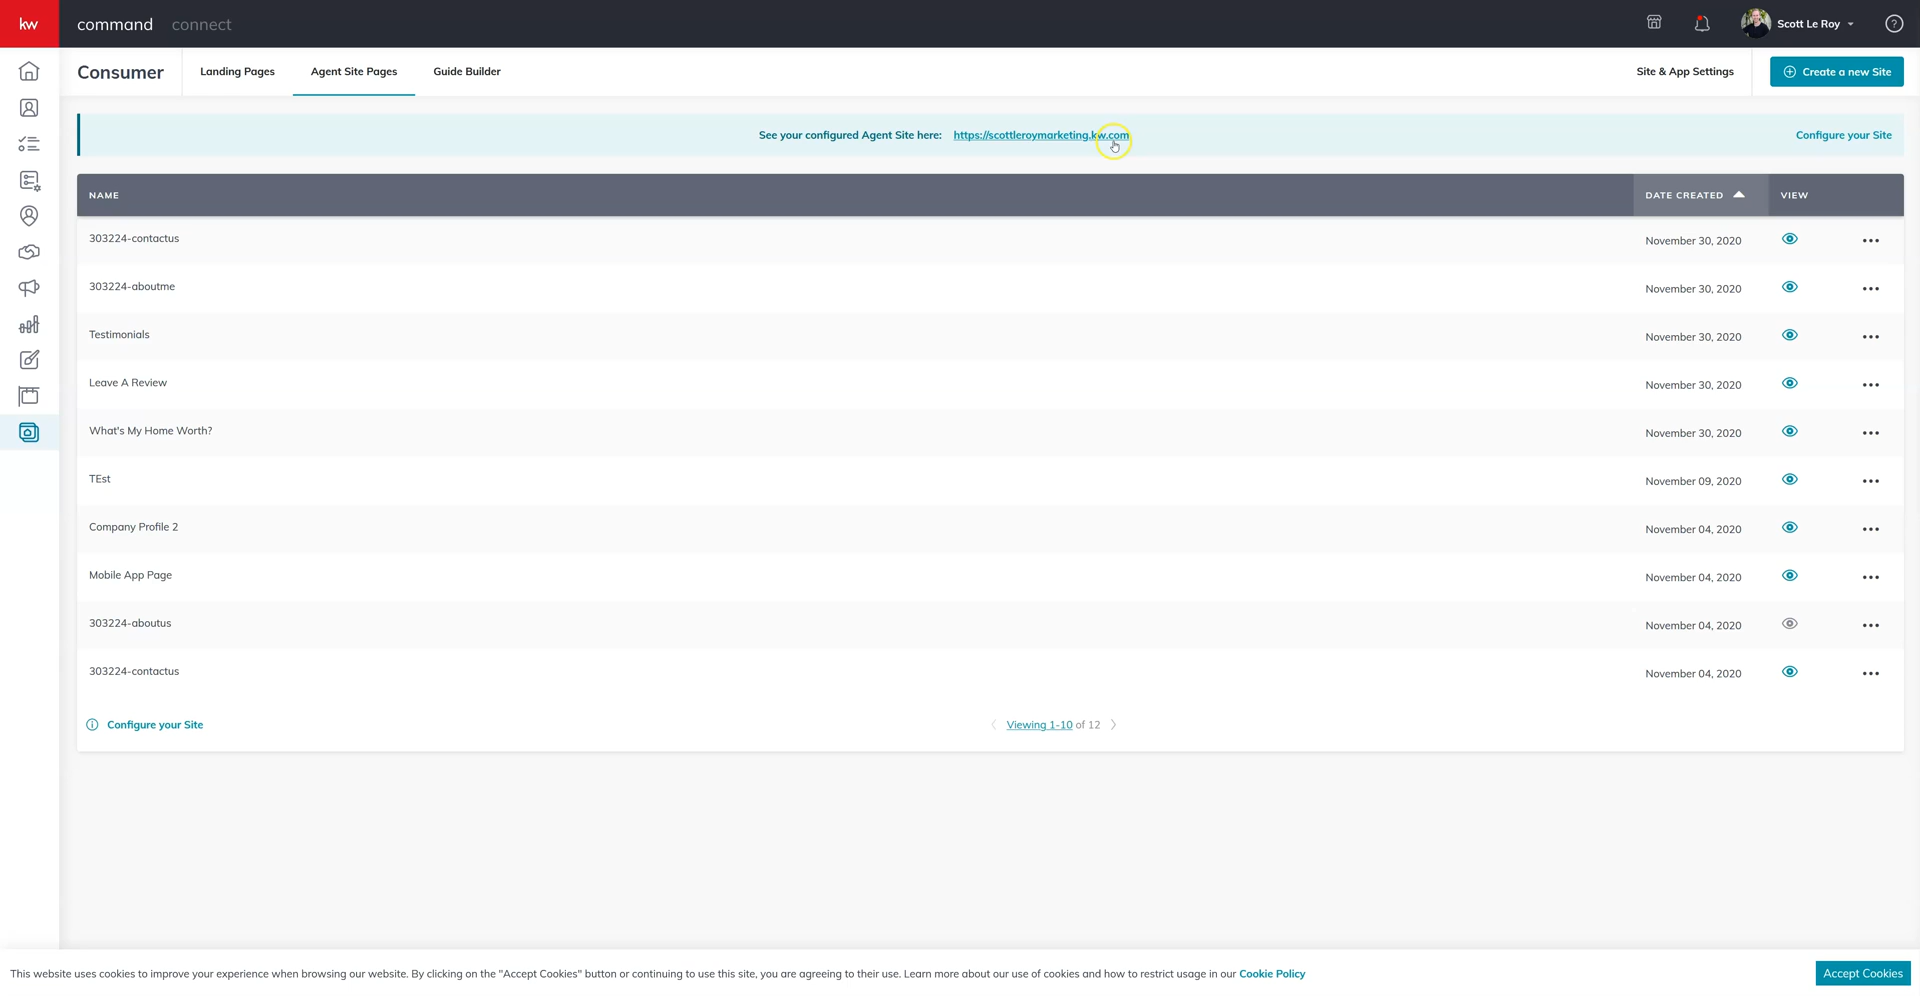 kw command connect Scott Le Roy ?
Consumer Landing Pages Agent Site Pages Guide Builder Site & App Settings Create a new Site
See your configured Agent Site here: https://scottleroymarketing.kw.com Configure your Site
NAME DATE CREATED VIEW
303224-contactus November 30, 2020
303224-aboutme November 30, 2020
Testimonials November 30, 2020
Leave A Review November 30, 2020
What's My Home Worth? November 30, 2020
TEst November 09, 2020
Company Profile 2 November 04, 2020
Mobile App Page November 04, 2020
303224-aboutus November 04, 2020
303224-contactus November 04, 2020
Configure your Site Viewing 1-10 of 12
This website uses cookies to improve your experience when browsing our website. By clicking on the "Accept Cookies" button or continuing to use this site, you are agreeing to their use. Learn more about our use of cookies and how to restrict usage in our Cookie Policy Accept Cookies